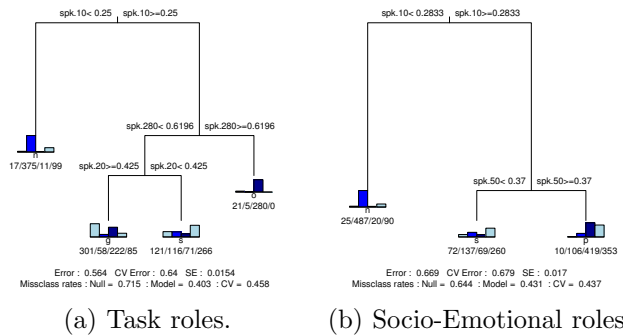 spk.10< 0.25 spk.10>=0.25
spk.280< 0.6196 spk.280>=0.6196
spk.20>=0.425 spk.20< 0.425
n
17/375/11/99
o
21/5/280/0
g
301/58/222/85
s
121/116/71/266
Error : 0.564 CV Error : 0.64 SE : 0.0154
Missclass rates : Null = 0.715 : Model = 0.403 : CV = 0.458
(a) Task roles.
spk.10< 0.2833 spk.10>=0.2833
spk.50< 0.37 spk.50>=0.37
n
25/487/20/90
s
72/137/69/260
p
10/106/419/353
Error : 0.669 CV Error : 0.679 SE : 0.017
Missclass rates : Null = 0.644 : Model = 0.431 : CV = 0.437
(b) Socio-Emotional roles